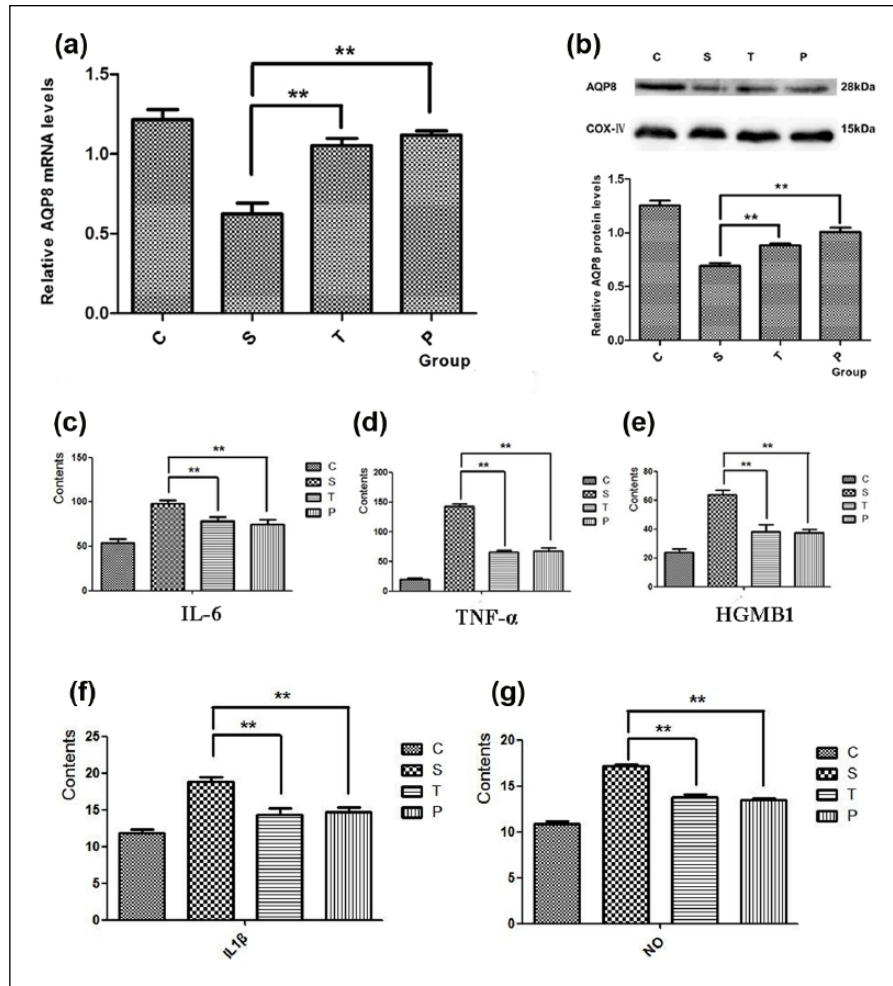 (a)
**
**
Relative AQP8 mRNA levels
1.5
1.0
0.5
0.0
C S T P
Group
(b)
C S T P
AQP8 28kDa
COX-Ⅳ 15kDa
**
**
Relative AQP8 protein levels
1.5
1.0
0.5
0.0
C S T P
Group
(c)
**
**
Contents
150
100
50
0
C
S
T
P
IL-6
(d)
**
**
Contents
200
150
100
50
0
C
S
T
P
TNF-α
(e)
**
**
Contents
80
60
40
20
0
C
S
T
P
HGMB1
(f)
**
**
Contents
25
20
15
10
5
0
C
S
T
P
IL1β
(g)
**
**
Contents
20
15
10
5
0
C
S
T
P
NO